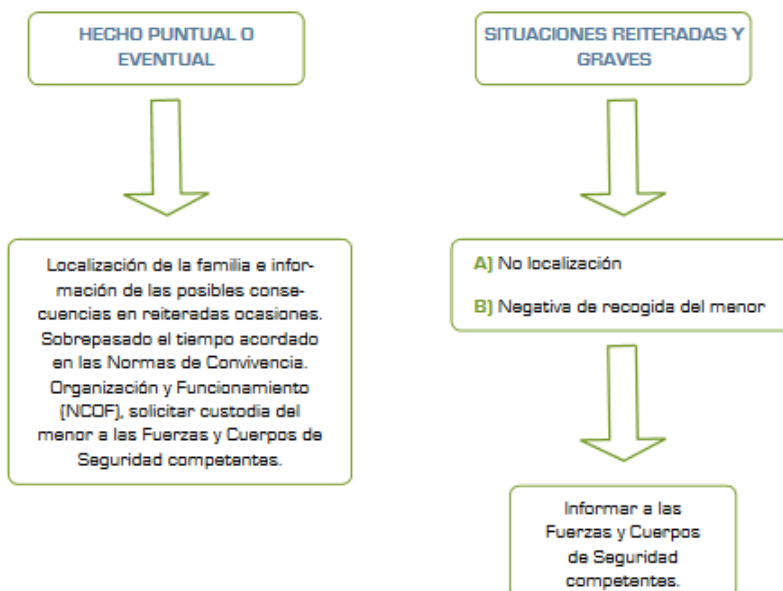 HECHO PUNTUAL O
EVENTUAL
Localización de la familia e infor-
mación de las posibles conse-
cuencias en reiteradas ocasiones.
Sobrepasado el tiempo acordado
en las Normas de Convivencia.
Organización y Funcionamiento
(NCOF), solicitar custodia del
menor a las Fuerzas y Cuerpos de
Seguridad competentes.
SITUACIONES REITERADAS Y
GRAVES
A) No localización
B) Negativa de recogida del menor
Informar a las
Fuerzas y Cuerpos
de Seguridad
competentes.